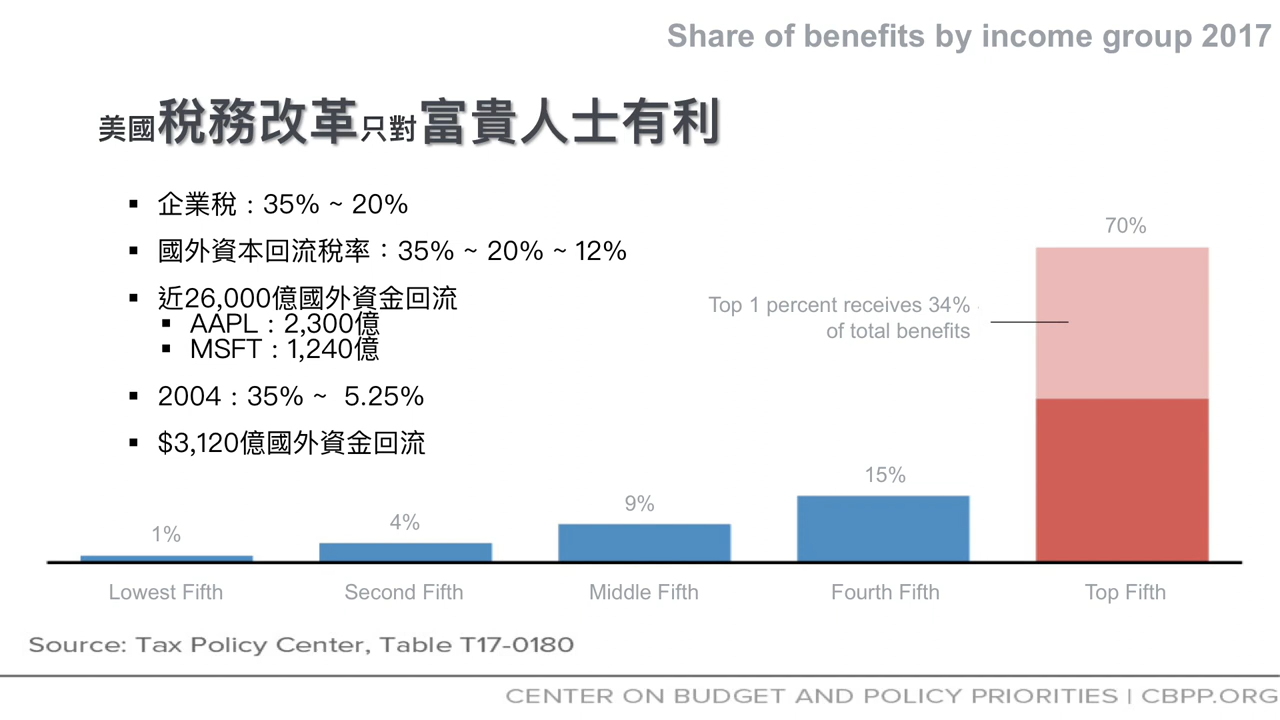 Share of benefits by income group 2017
美國稅務改革只對富貴人士有利
▪ 企業稅：35% ~ 20%
▪ 國外資本回流稅率：35% ~ 20% ~ 12%
▪ 近26,000億國外資金回流
▪ AAPL：2,300億
▪ MSFT：1,240億
▪ 2004：35% ~ 5.25%
▪ $3,120億國外資金回流
70%
Top 1 percent receives 34%
of total benefits
15%
9%
4%
1%
Lowest Fifth
Second Fifth
Middle Fifth
Fourth Fifth
Top Fifth
Source: Tax Policy Center, Table T17-0180
CENTER ON BUDGET AND POLICY PRIORITIES | CBPP.ORG